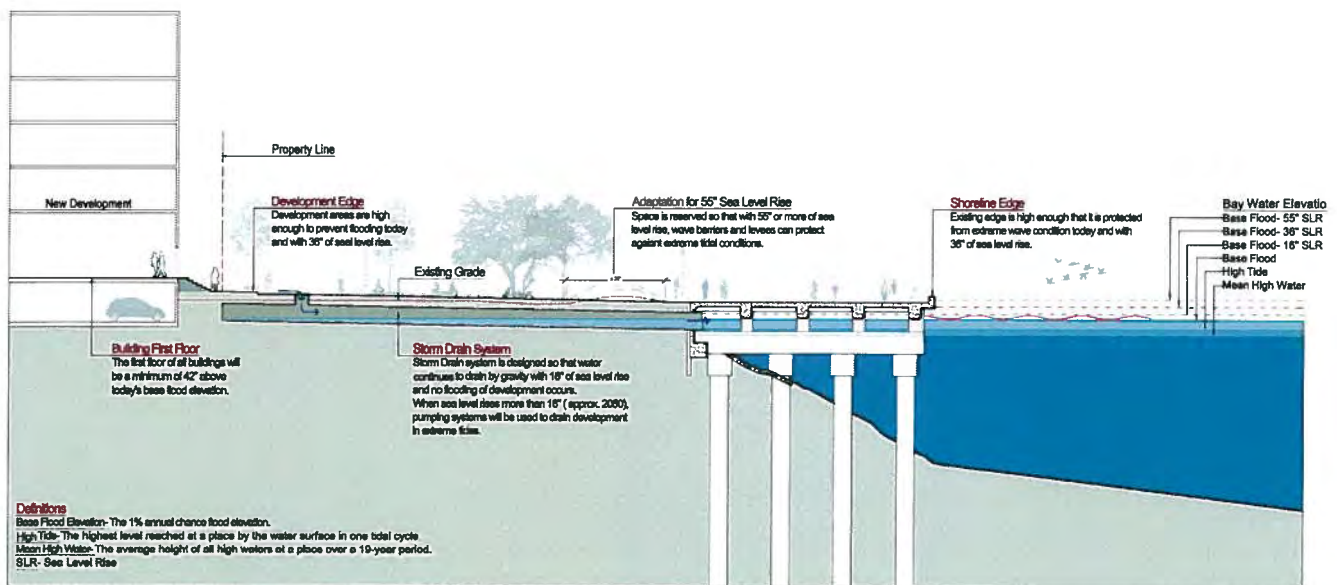 Property Line
New Development
Development Edge
Development areas are high
enough to prevent flooding today
and with 36" of seal level rise.
Existing Grade
Adaptation for 55" Sea Level Rise
Space is reserved so that with 55" or more of sea
level rise, wave barriers and levees can protect
against extreme tidal conditions.
Shoreline Edge
Existing edge is high enough that it is protected
from extreme wave condition today and with
36" of sea level rise.
Bay Water Elevatio
Base Flood- 55" SLR
Base Flood- 36" SLR
Base Flood- 16" SLR
Base Flood
High Tide
Mean High Water
Building First Floor
The first floor of all buildings will
be a minimum of 42" above
today's base flood elevation.
Storm Drain System
Storm Drain system is designed so that water
continues to drain by gravity with 16" of sea level rise
and no flooding of development occurs.
When sea level rises more than 16" ( approx. 2050),
pumping systems will be used to drain development
in extreme tides.
Definitions
Base Flood Elevation- The 1% annual chance flood elevation.
High Tide- The highest level reached at a place by the water surface in one tidal cycle
Mean High Water- The average height of all high waters at a place over a 19-year period.
SLR- Sea Level Rise